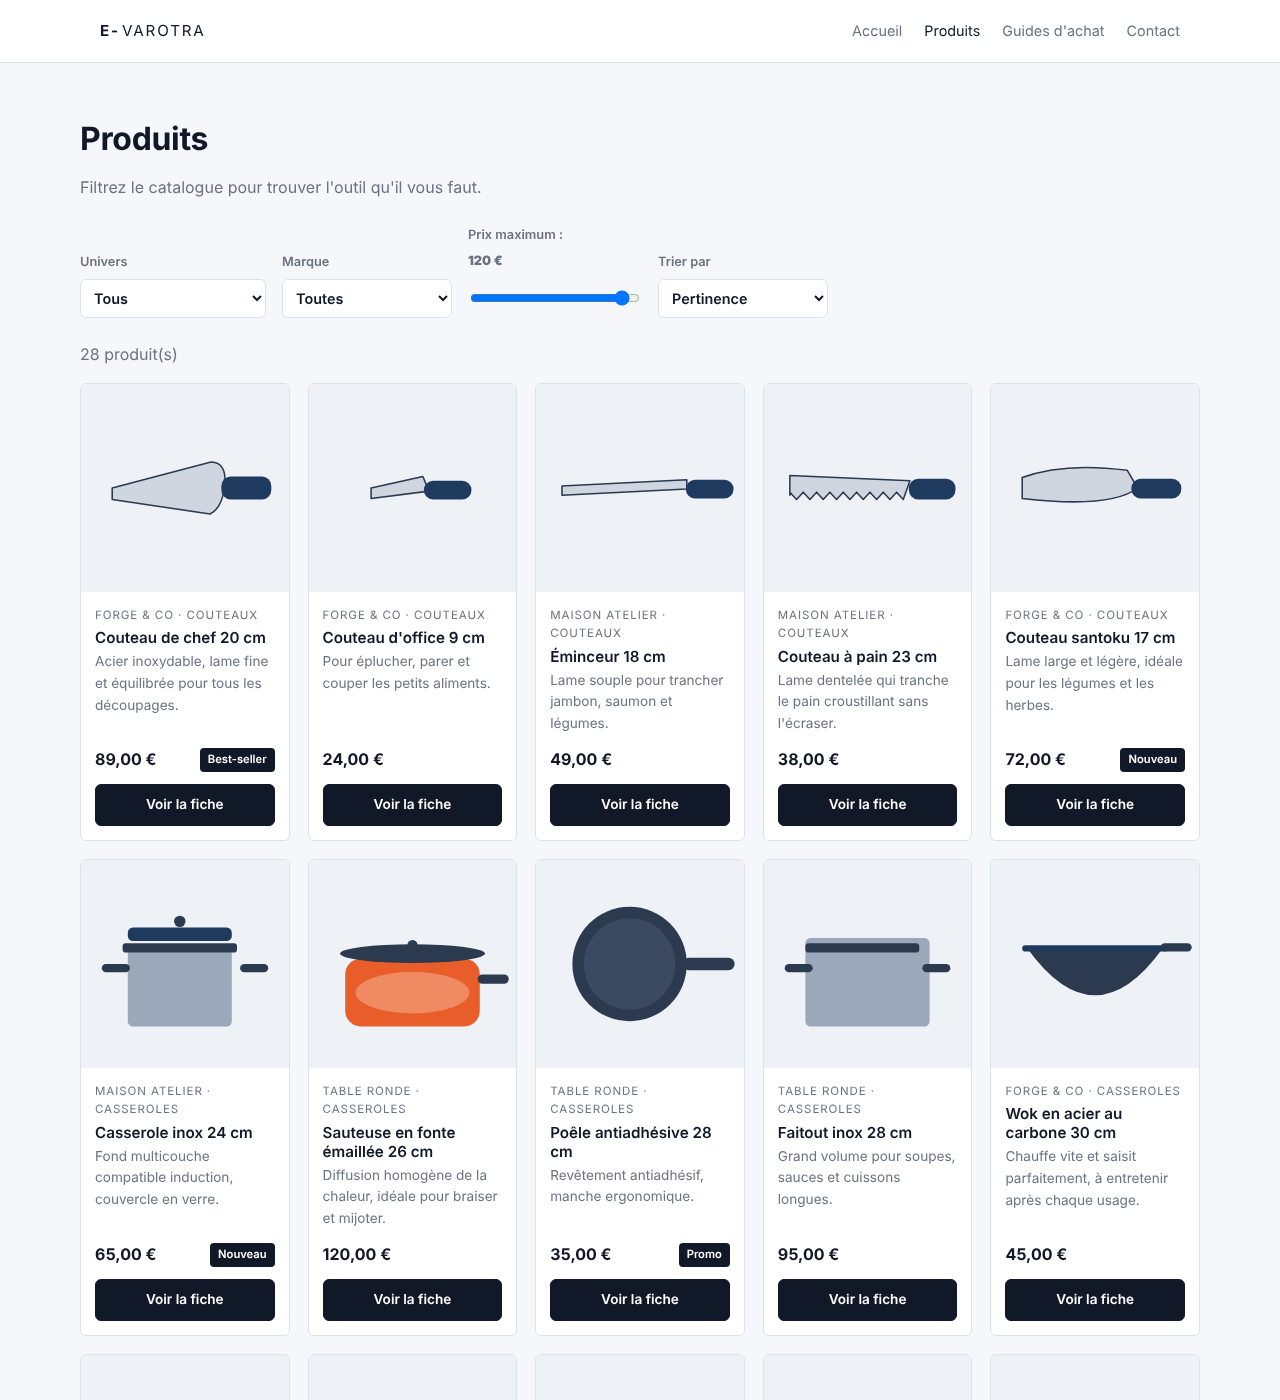 E-VAROTRA
Accueil Produits Guides d'achat Contact
Produits
Filtrez le catalogue pour trouver l'outil qu'il vous faut.
Univers
Tous
Marque
Toutes
Prix maximum :
120 €
Trier par
Pertinence
28 produit(s)
FORGE & CO · COUTEAUX
Couteau de chef 20 cm
Acier inoxydable, lame fine
et équilibrée pour tous les
découpages.
89,00 € Best-seller
Voir la fiche
FORGE & CO · COUTEAUX
Couteau d'office 9 cm
Pour éplucher, parer et
couper les petits aliments.
24,00 €
Voir la fiche
MAISON ATELIER ·
COUTEAUX
Éminceur 18 cm
Lame souple pour trancher
jambon, saumon et
légumes.
49,00 €
Voir la fiche
MAISON ATELIER ·
COUTEAUX
Couteau à pain 23 cm
Lame dentelée qui tranche
le pain croustillant sans
l'écraser.
38,00 €
Voir la fiche
FORGE & CO · COUTEAUX
Couteau santoku 17 cm
Lame large et légère, idéale
pour les légumes et les
herbes.
72,00 € Nouveau
Voir la fiche
MAISON ATELIER ·
CASSEROLES
Casserole inox 24 cm
Fond multicouche
compatible induction,
couvercle en verre.
65,00 € Nouveau
Voir la fiche
TABLE RONDE ·
CASSEROLES
Sauteuse en fonte
émaillée 26 cm
Diffusion homogène de la
chaleur, idéale pour braiser
et mijoter.
120,00 €
Voir la fiche
TABLE RONDE ·
CASSEROLES
Poêle antiadhésive 28
cm
Revêtement antiadhésif,
manche ergonomique.
35,00 € Promo
Voir la fiche
TABLE RONDE ·
CASSEROLES
Faitout inox 28 cm
Grand volume pour soupes,
sauces et cuissons
longues.
95,00 €
Voir la fiche
FORGE & CO · CASSEROLES
Wok en acier au
carbone 30 cm
Chauffe vite et saisit
parfaitement, à entretenir
après chaque usage.
45,00 €
Voir la fiche